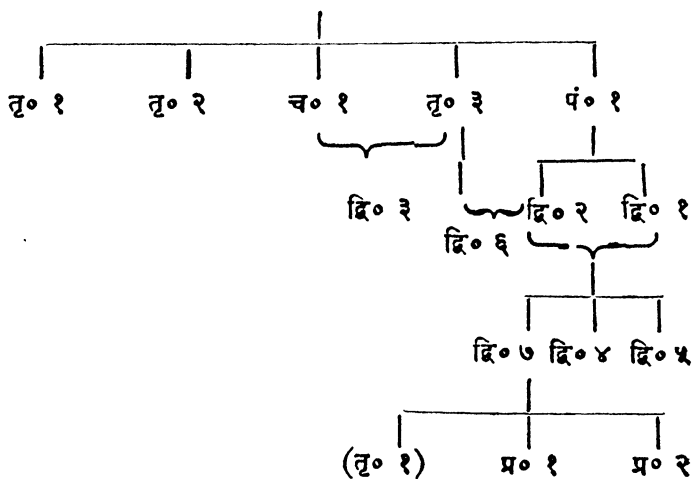 तृ० १ तृ० २ च० १ तृ० ३ पं० १
द्वि० ३ द्वि० ६ द्वि० २ द्वि० १
द्वि० ७ द्वि० ४ द्वि० ५
(तृ० १) प्र० १ प्र० २